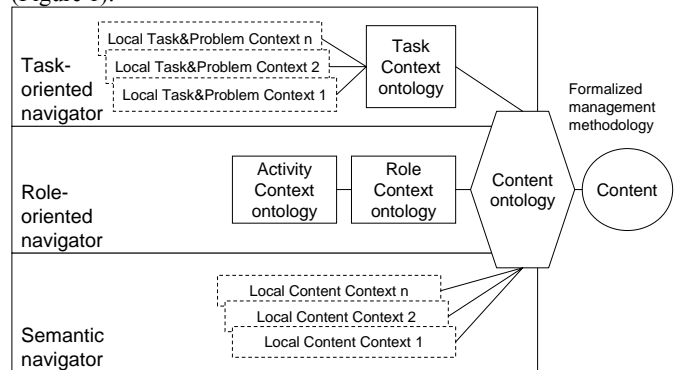 (Figure 1).
Task-
oriented
navigator
Local Task&Problem Context n
Local Task&Problem Context 2
Local Task&Problem Context 1
Task
Context
ontology
Formalized
management
methodology
Role-
oriented
navigator
Activity
Context
ontology
Role
Context
ontology
Content
ontology
Content
Semantic
navigator
Local Content Context n
Local Content Context 2
Local Content Context 1